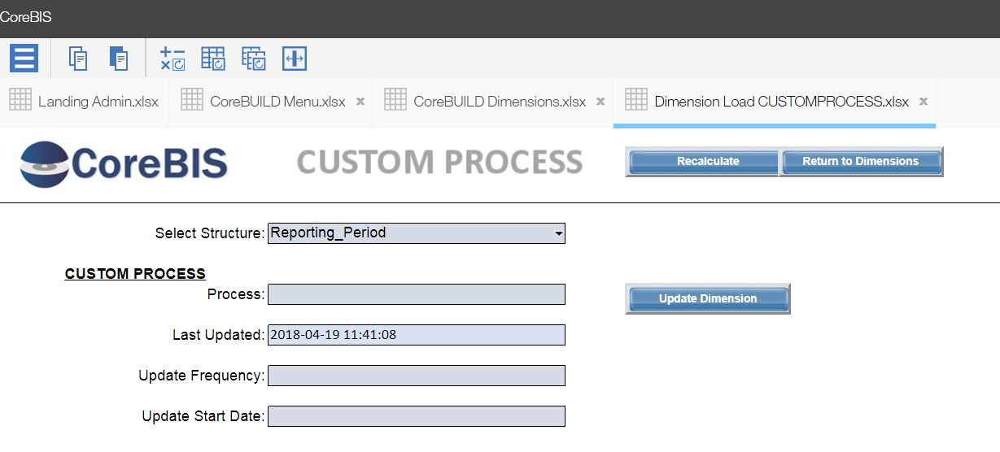 CoreBIS
Landing Admin.xlsx CoreBUILD Menu.xlsx x CoreBUILD Dimensions.xlsx x Dimension Load CUSTOMPROCESS.xlsx x
CoreBIS CUSTOM PROCESS Recalculate Return to Dimensions
Select Structure: Reporting_Period
CUSTOM PROCESS
Process: Update Dimension
Last Updated: 2018-04-19 11:41:08
Update Frequency:
Update Start Date: